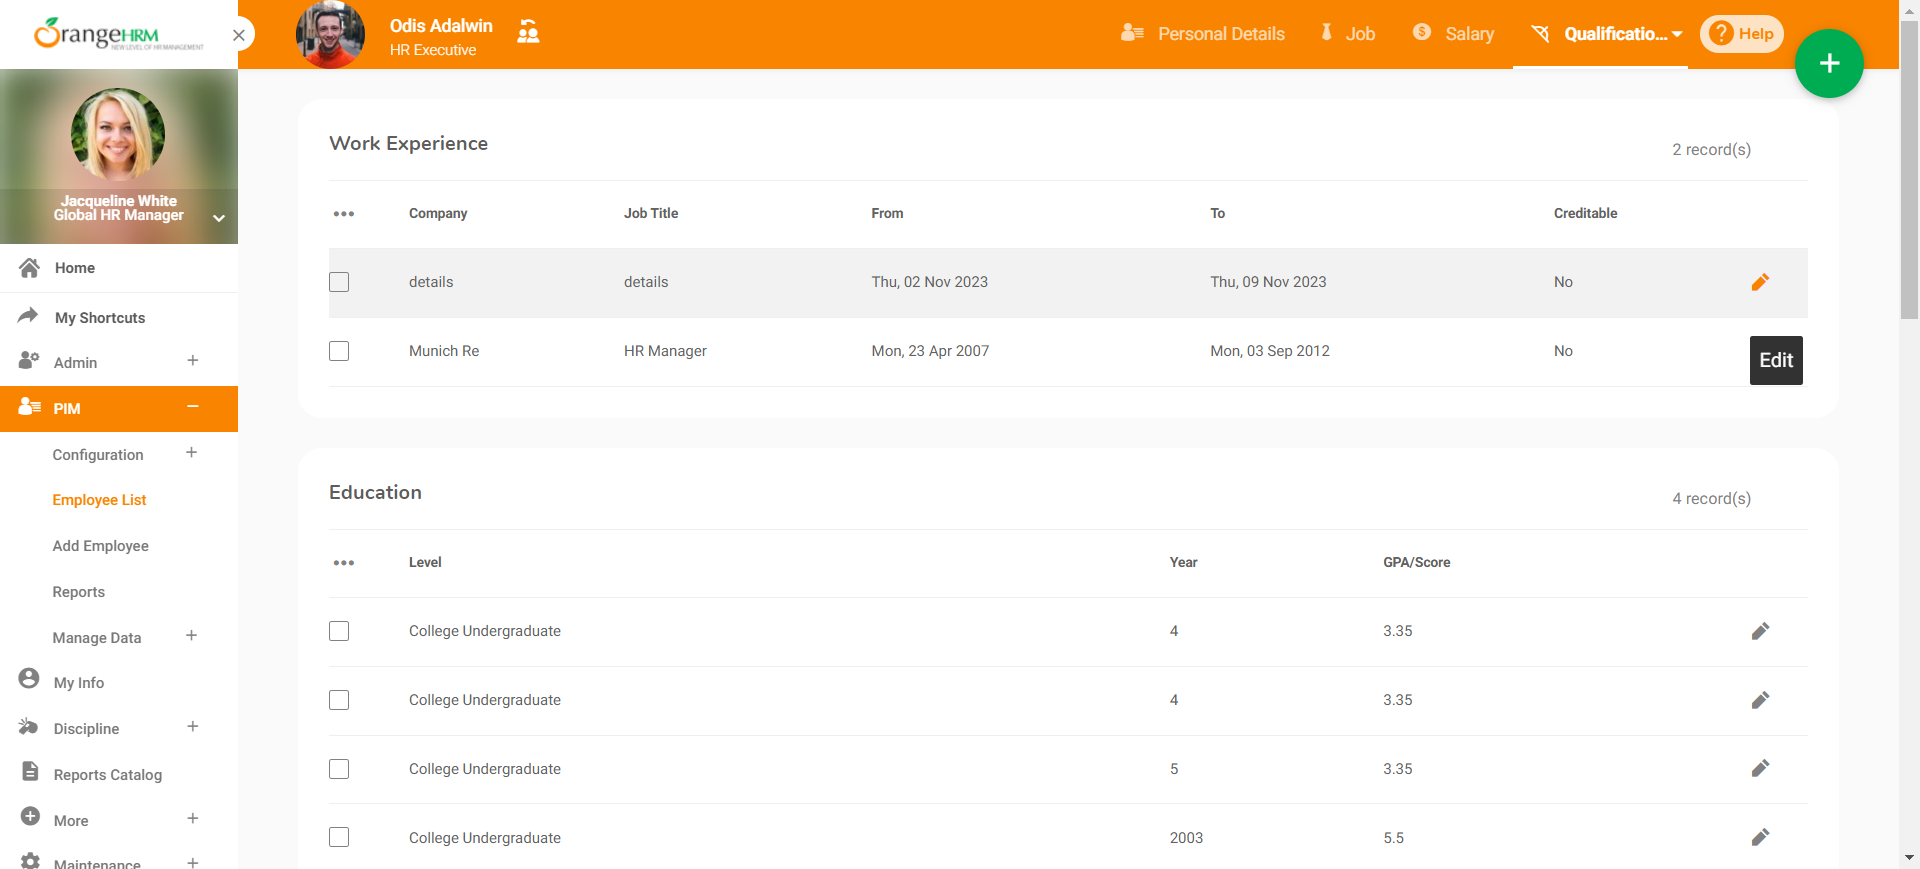 OrangeHRM
NEW LEVEL OF HR MANAGEMENT
Odis Adalwin
HR Executive
Personal Details
Job
Salary
Qualificatio...
? Help
Jacqueline White
Global HR Manager
Home
My Shortcuts
Admin
PIM
Configuration
Employee List
Add Employee
Reports
Manage Data
My Info
Discipline
Reports Catalog
More
Maintenance
Work Experience
2 record(s)
Company Job Title From To Creditable
details details Thu, 02 Nov 2023 Thu, 09 Nov 2023 No
Munich Re HR Manager Mon, 23 Apr 2007 Mon, 03 Sep 2012 No
Edit
Education
4 record(s)
Level Year GPA/Score
College Undergraduate 4 3.35
College Undergraduate 4 3.35
College Undergraduate 5 3.35
College Undergraduate 2003 5.5